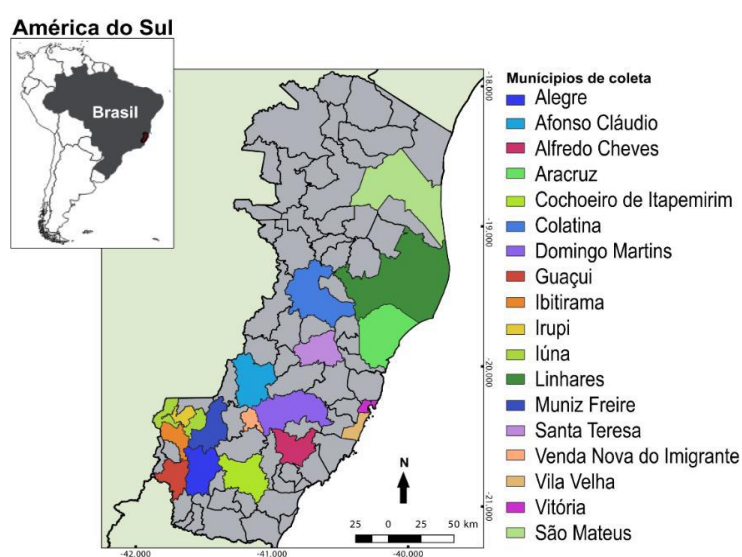 América do Sul
Brasil
Munícipios de coleta
Alegre
Afonso Cláudio
Alfredo Cheves
Aracruz
Cochoeiro de Itapemirim
Colatina
Domingo Martins
Guaçui
Ibitirama
Irupi
Iúna
Linhares
Muniz Freire
Santa Teresa
Venda Nova do Imigrante
Vila Velha
Vitória
São Mateus
-18.000
-19.000
-20.000
-21.000
N
25 0 25 50 km
-42.000 -41.000 -40.000